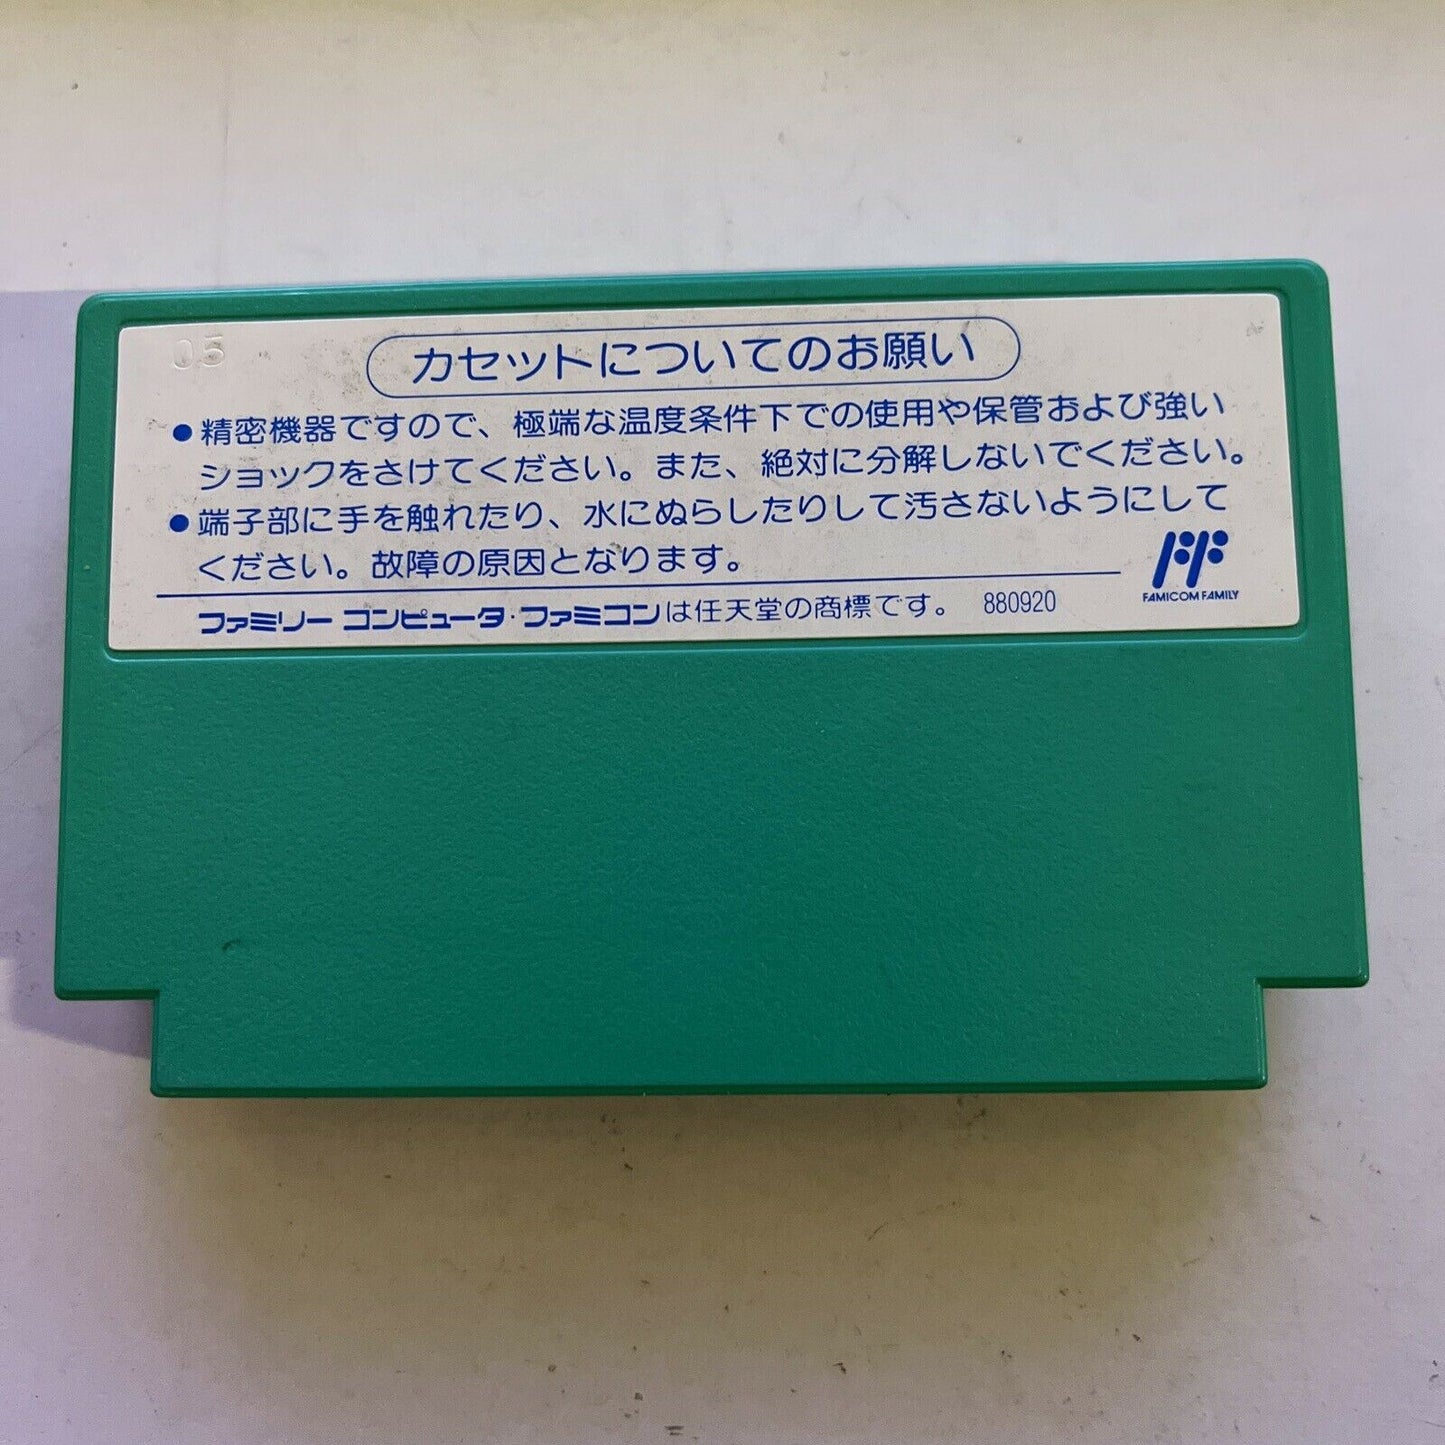 05
カセットについてのお願い
●精密機器ですので、極端な温度条件下での使用や保管および強い
ショックをさけてください。また、絶対に分解しないでください。
●端子部に手を触れたり、水にぬらしたりして汚さないようにして
ください。故障の原因となります。
FF
FAMICOM FAMILY
ファミリー コンピュータ・ファミコンは任天堂の商標です。 880920